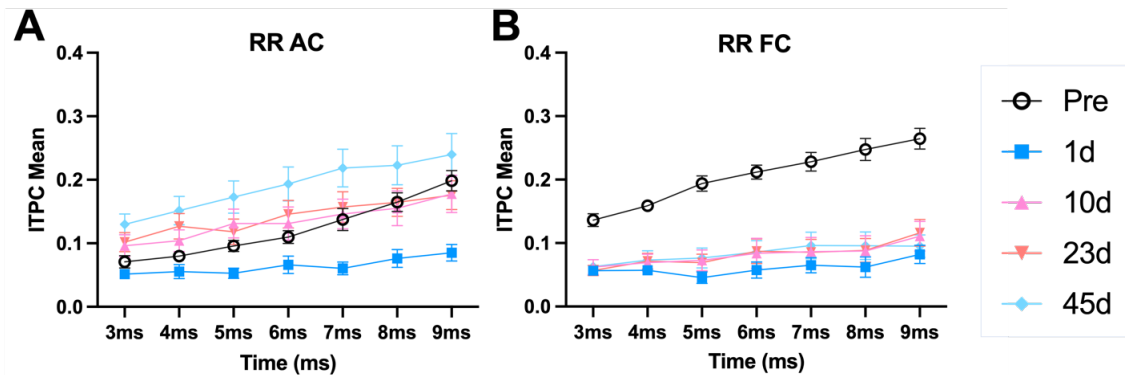 A
RR AC
ITPC Mean
0.4
0.3
0.2
0.1
0.0
3ms 4ms 5ms 6ms 7ms 8ms 9ms
Time (ms)
B
RR FC
ITPC Mean
0.4
0.3
0.2
0.1
0.0
3ms 4ms 5ms 6ms 7ms 8ms 9ms
Time (ms)
Pre
1d
10d
23d
45d